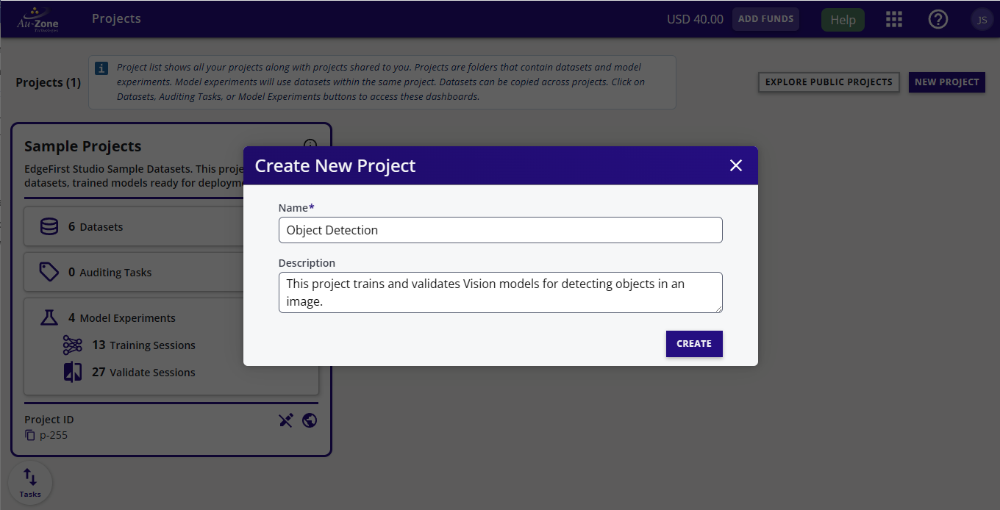 Au-Zone
Technologies
Projects
USD 40.00
ADD FUNDS
Help
JS
Projects (1)
Project list shows all your projects along with projects shared to you. Projects are folders that contain datasets and model
experiments. Model experiments will use datasets within the same project. Datasets can be copied across projects. Click on
Datasets, Auditing Tasks, or Model Experiments buttons to access these dashboards.
EXPLORE PUBLIC PROJECTS
NEW PROJECT
Sample Projects
EdgeFirst Studio Sample Datasets. This
datasets, trained models ready for
6 Datasets
0 Auditing Tasks
4 Model Experiments
13 Training Sessions
27 Validate Sessions
Project ID
p-255
Tasks
Create New Project
Name*
Object Detection
Description
This project trains and validates Vision models for detecting objects in an
image.
CREATE